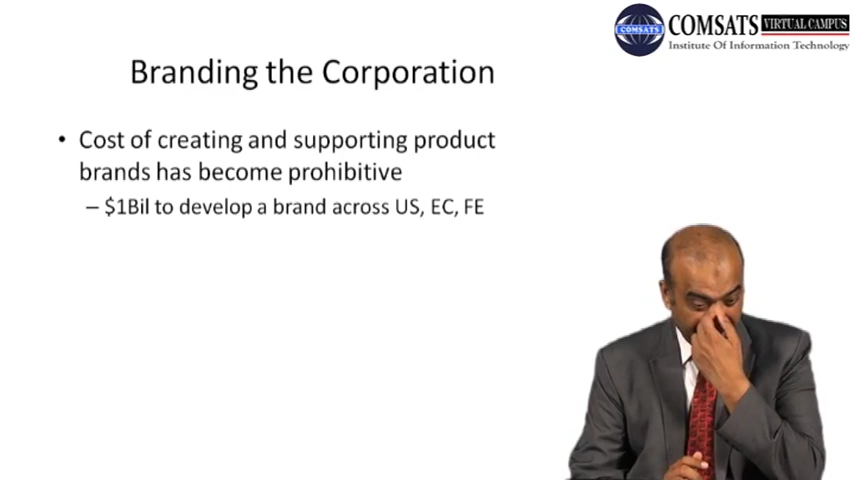 COMSATS VIRTUAL CAMPUS
Institute Of Information Technology
COMSATS
Branding the Corporation
• Cost of creating and supporting product
brands has become prohibitive
– $1Bil to develop a brand across US, EC, FE